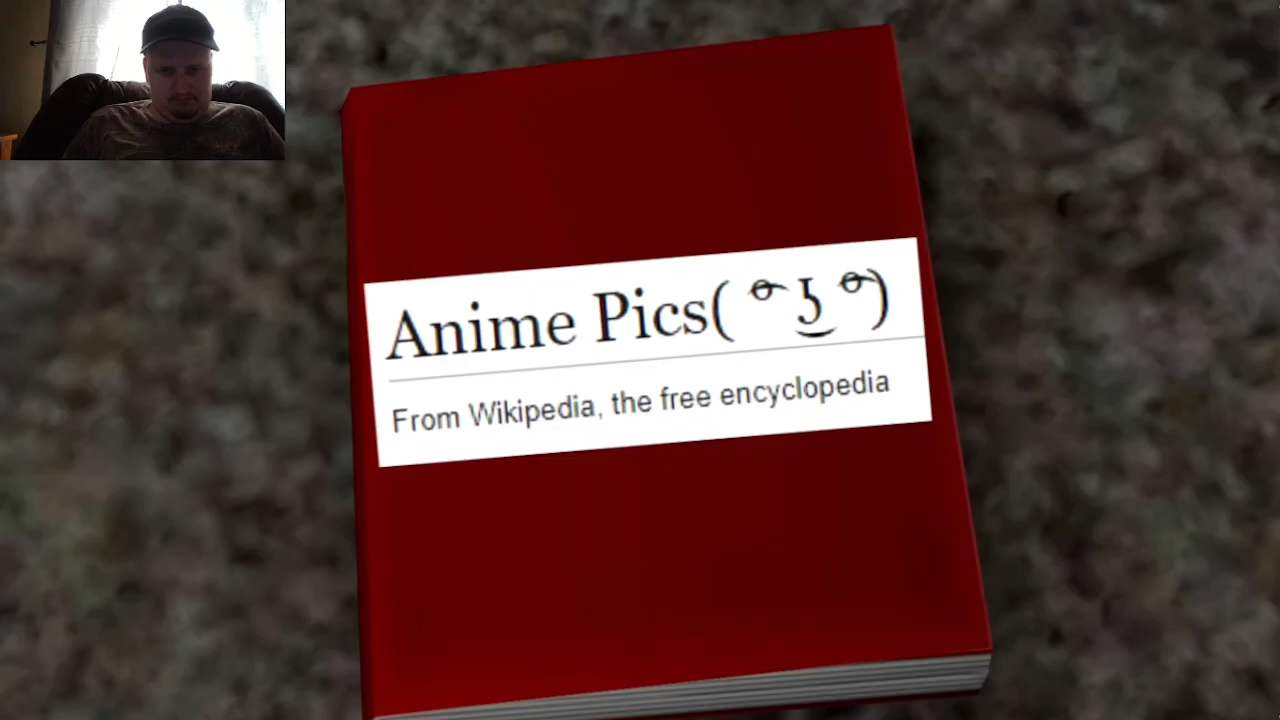 Anime Pics( ͡° ͜ʖ ͡°)
From Wikipedia, the free encyclopedia